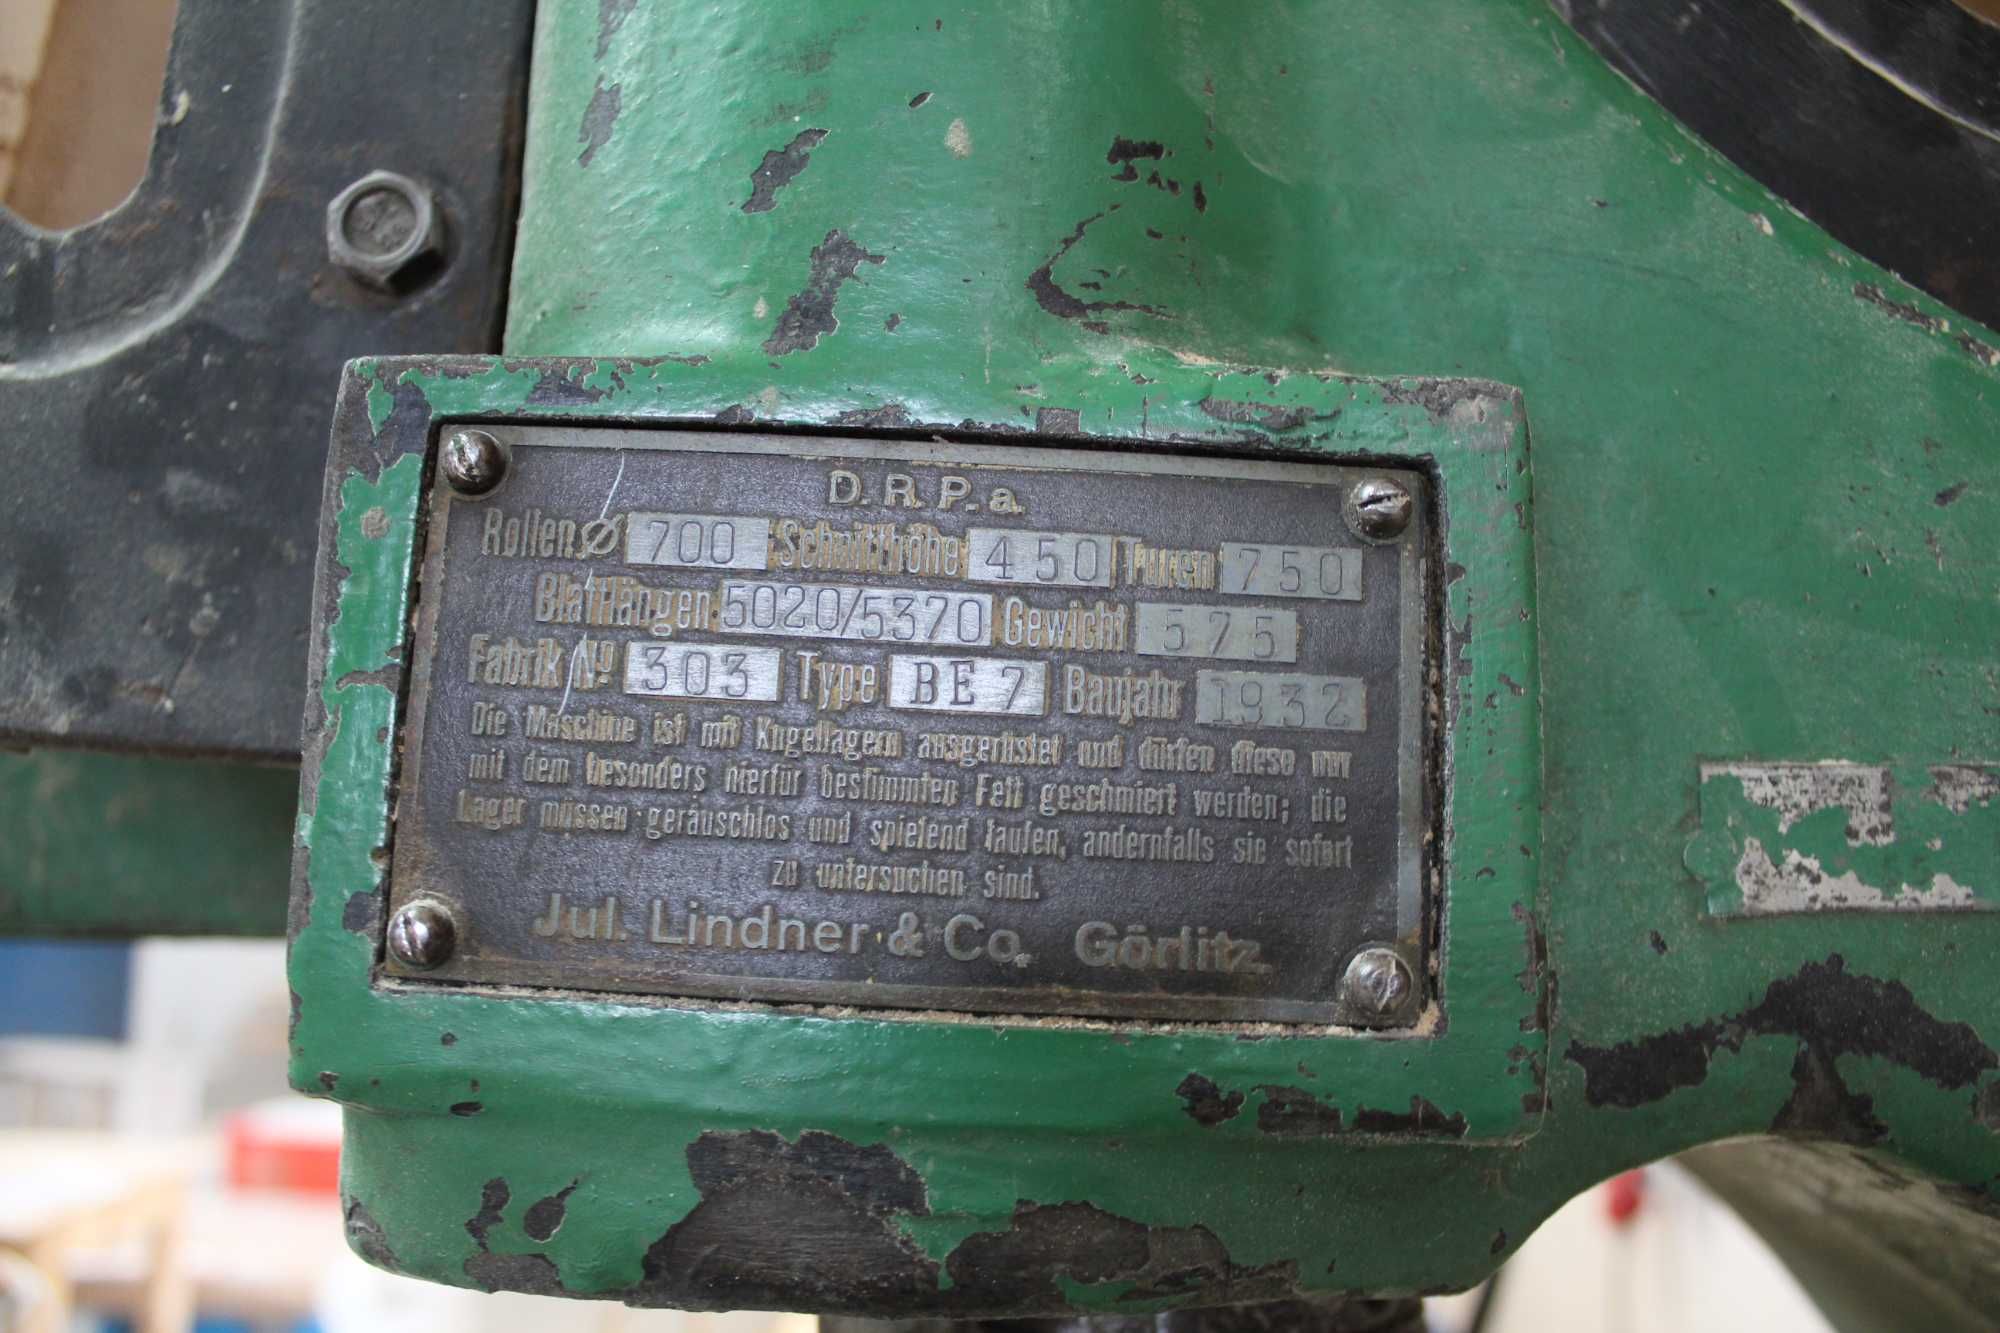 D.R.P.a.
Rollen ∅ 700 Schnitthöhe 450 Turen 750
Blattlängen 5020/5370 Gewicht 575
Fabrik No 303 Type BE 7 Baujahr 1932
Die Maschine ist mit Kugellagern ausgerüstet und dürfen diese nur
mit dem besonders hierfür bestimmten Fett geschmiert werden; die
Lager müssen geräuschlos und spielend laufen, andernfalls sie sofort
zu untersuchen sind.
Jul. Lindner & Co. Görlitz.